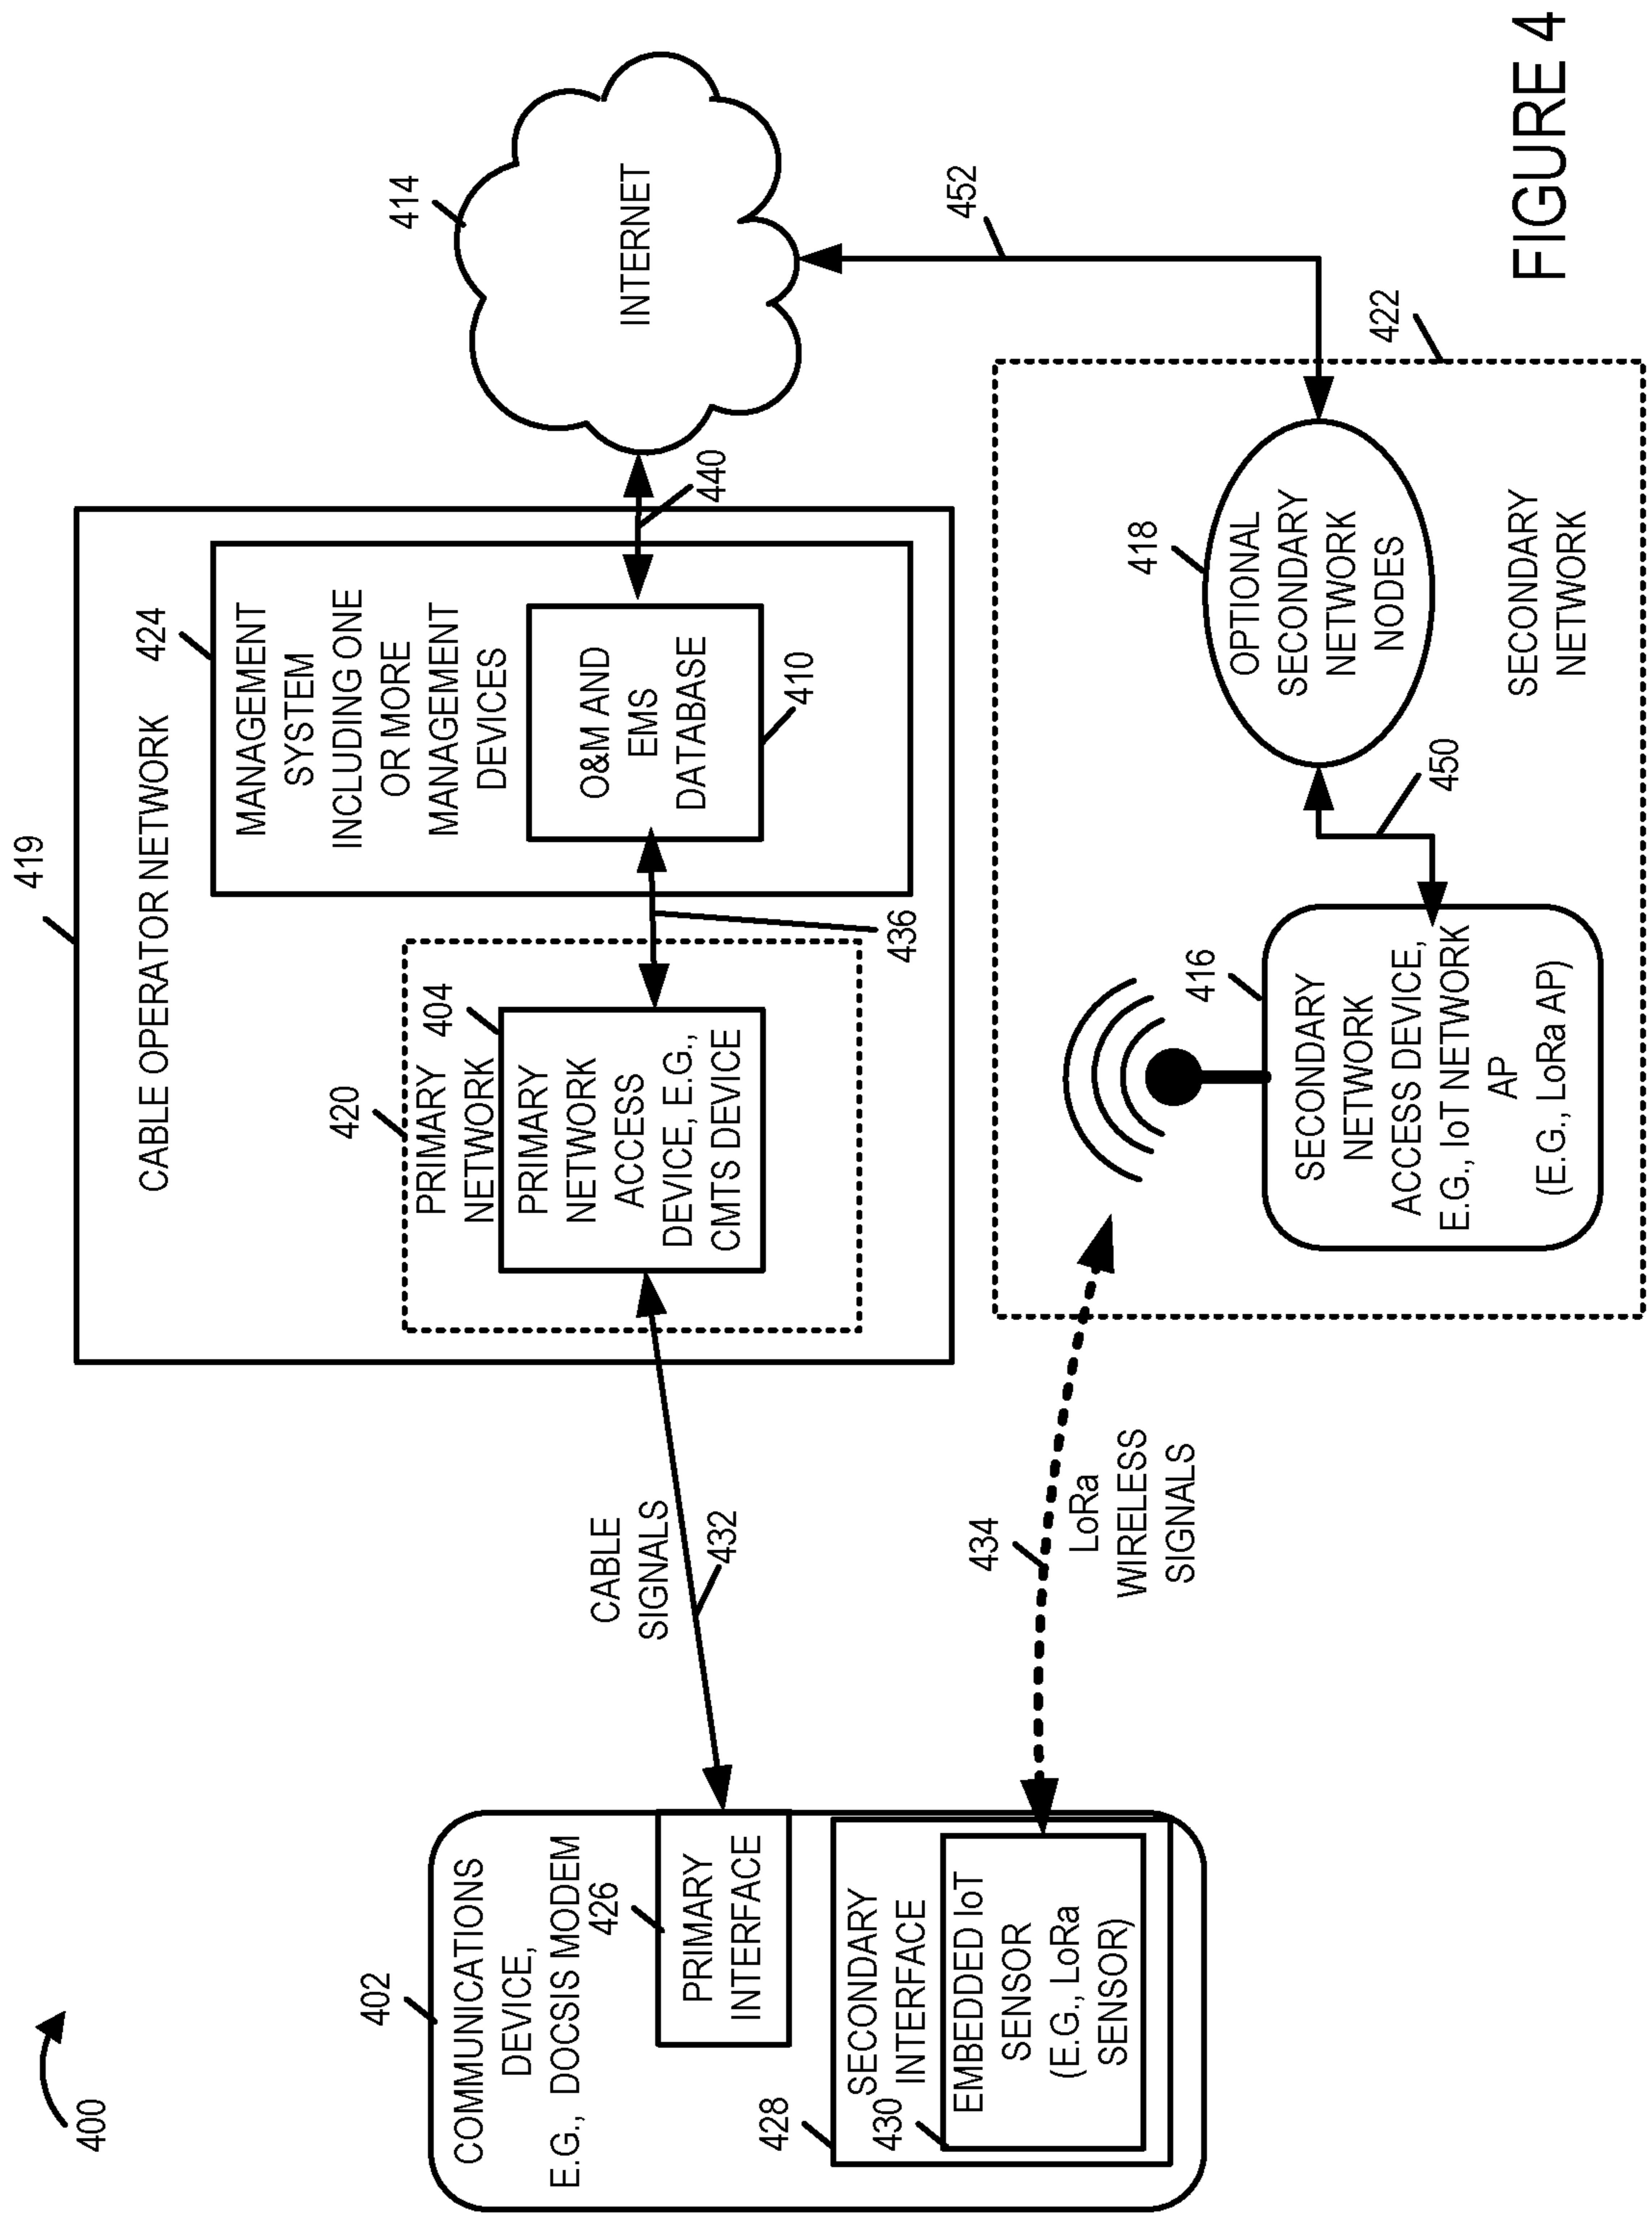 400
402
COMMUNICATIONS
DEVICE,
E.G., DOCSIS MODEM
426
PRIMARY
INTERFACE
428
SECONDARY
INTERFACE
430
EMBEDDED IoT
SENSOR
(E.G., LoRa
SENSOR)
CABLE
SIGNALS
432
434
LoRa
WIRELESS
SIGNALS
419
CABLE OPERATOR NETWORK
420
PRIMARY
NETWORK
404
PRIMARY
NETWORK
ACCESS
DEVICE, E.G.,
CMTS DEVICE
436
424
MANAGEMENT
SYSTEM
INCLUDING ONE
OR MORE
MANAGEMENT
DEVICES
O&M AND
EMS
DATABASE
410
440
414
INTERNET
452
422
416
SECONDARY
NETWORK
ACCESS DEVICE,
E.G., IoT NETWORK
AP
(E.G., LoRa AP)
450
418
OPTIONAL
SECONDARY
NETWORK
NODES
SECONDARY
NETWORK
FIGURE 4